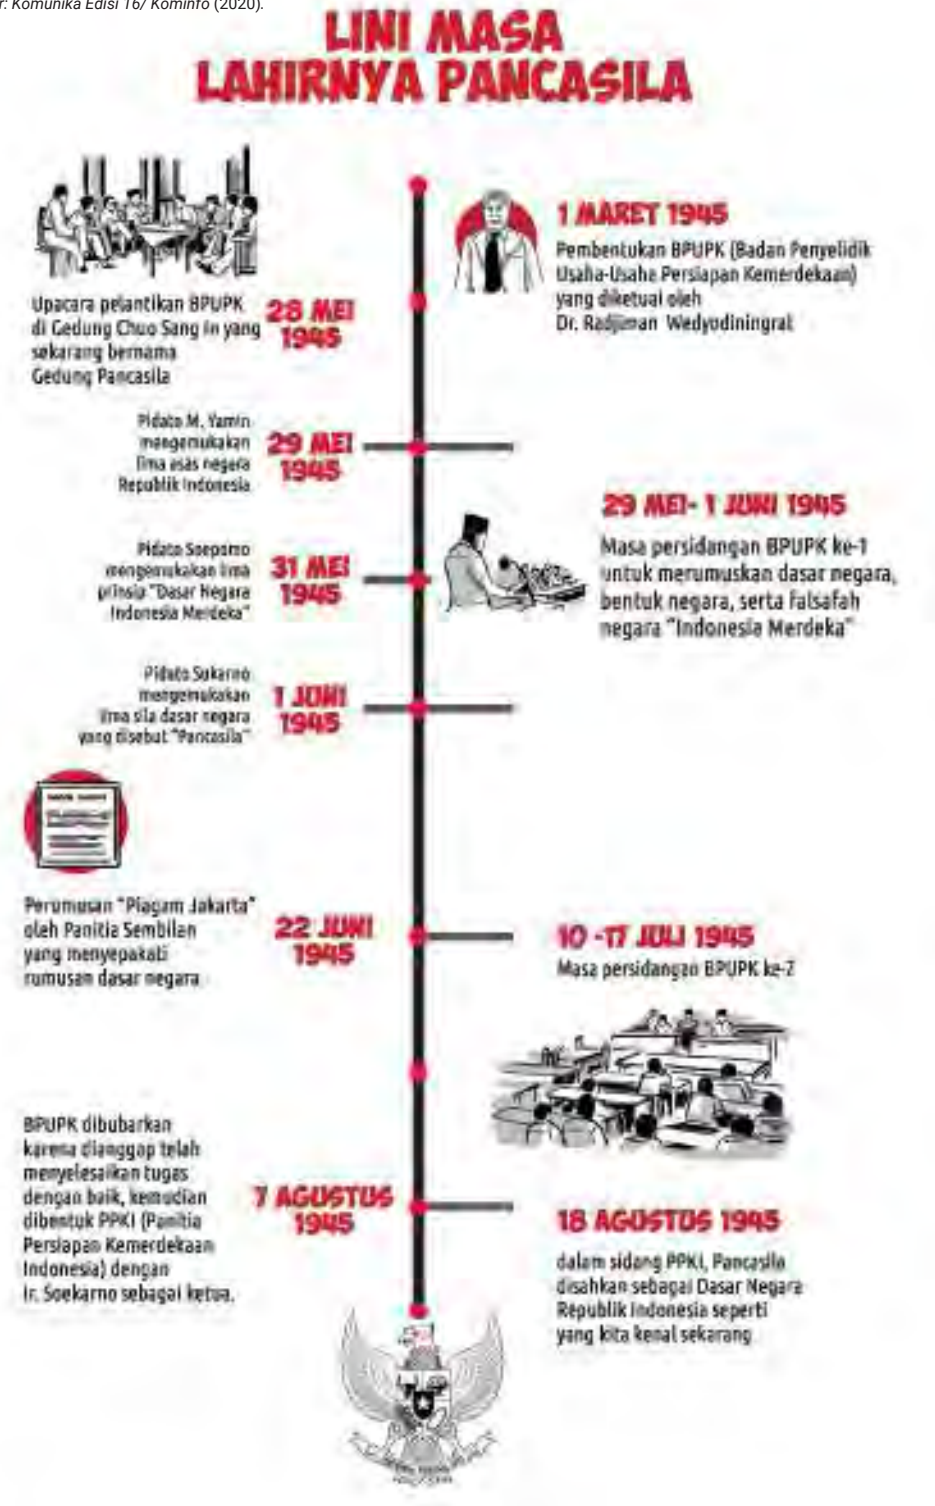 r: Komunika Edisi 16/ Kominfo (2020).
LINI MASA
LAHIRNYA PANCASILA
1 MARET 1945
Pembentukan BPUPK (Badan Penyelidik
Usaha-Usaha Persiapan Kemerdekaan)
yang diketuai oleh
Dr. Radjiman Wedyodiningrat
Upacara pelantikan BPUPK
di Gedung Chuo Sang In yang
sekarang bernama
Gedung Pancasila
28 MEI
1945
Pidato M. Yamin
mengemukakan
lima asas negara
Republik Indonesia
29 MEI
1945
29 MEI- 1 JUNI 1945
Masa persidangan BPUPK ke-1
untuk merumuskan dasar negara,
bentuk negara, serta falsafah
negara "Indonesia Merdeka"
Pidato Soepomo
mengemukakan lima
prinsip "Dasar Negara
Indonesia Merdeka"
31 MEI
1945
Pidato Sukarno
mengemukakan
lima sila dasar negara
yang disebut "Pancasila"
1 JUNI
1945
Perumusan "Piagam Jakarta"
oleh Panitia Sembilan
yang menyepakati
rumusan dasar negara
22 JUNI
1945
10 -17 JULI 1945
Masa persidangan BPUPK ke-2
BPUPK dibubarkan
karena dianggap telah
menyelesaikan tugas
dengan baik, kemudian
dibentuk PPKI (Panitia
Persiapan Kemerdekaan
Indonesia) dengan
Ir. Soekarno sebagai ketua.
7 AGUSTUS
1945
18 AGUSTUS 1945
dalam sidang PPKI, Pancasila
disahkan sebagai Dasar Negara
Republik Indonesia seperti
yang kita kenal sekarang